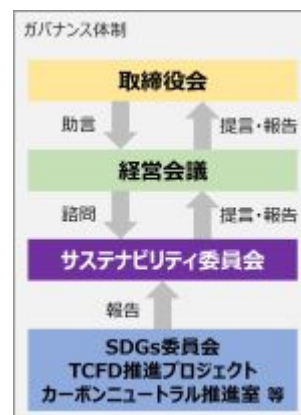 ガバナンス体制
取締役会
助言 提言・報告
経営会議
諮問 提言・報告
サステナビリティ委員会
報告
SDGs委員会
TCFD推進プロジェクト
カーボンニュートラル推進室 等